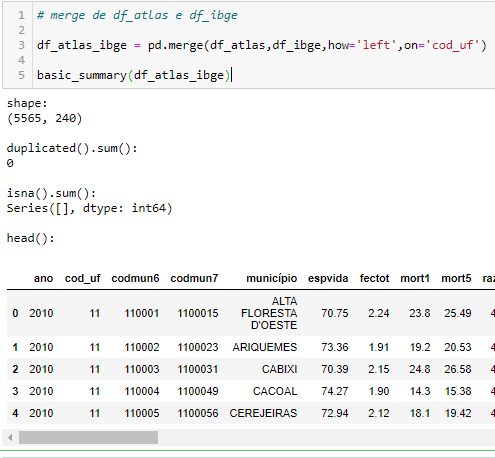 1 # merge de df_atlas e df_ibge
2
3 df_atlas_ibge = pd.merge(df_atlas,df_ibge,how='left',on='cod_uf')
4
5 basic_summary(df_atlas_ibge)
shape:
(5565, 240)
duplicated().sum():
0
isna().sum():
Series([], dtype: int64)
head():
ano cod_uf codmun6 codmun7 município espvida fectot mort1 mort5 raz
0 2010 11 110001 1100015 ALTA FLORESTA D'OESTE 70.75 2.24 23.8 25.49 4
1 2010 11 110002 1100023 ARIQUEMES 73.36 1.91 19.2 20.53 4
2 2010 11 110003 1100031 CABIXI 70.39 2.15 24.8 26.58 4
3 2010 11 110004 1100049 CACOAL 74.27 1.90 14.3 15.38 4
4 2010 11 110005 1100056 CEREJEIRAS 72.94 2.12 18.1 19.42 4